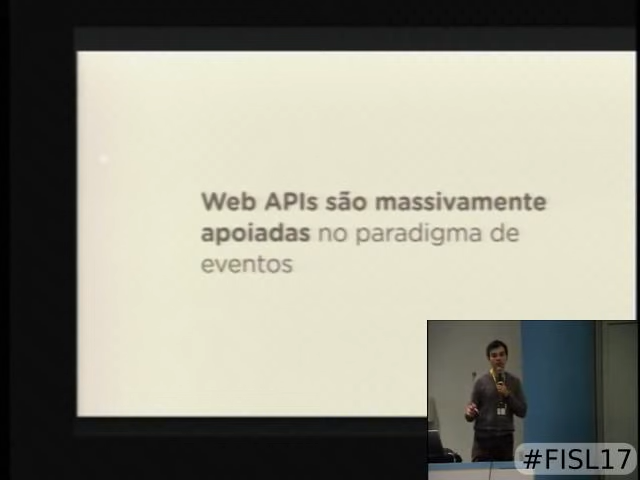 Web APIs são massivamente
apoiadas no paradigma de
eventos
#FISL17